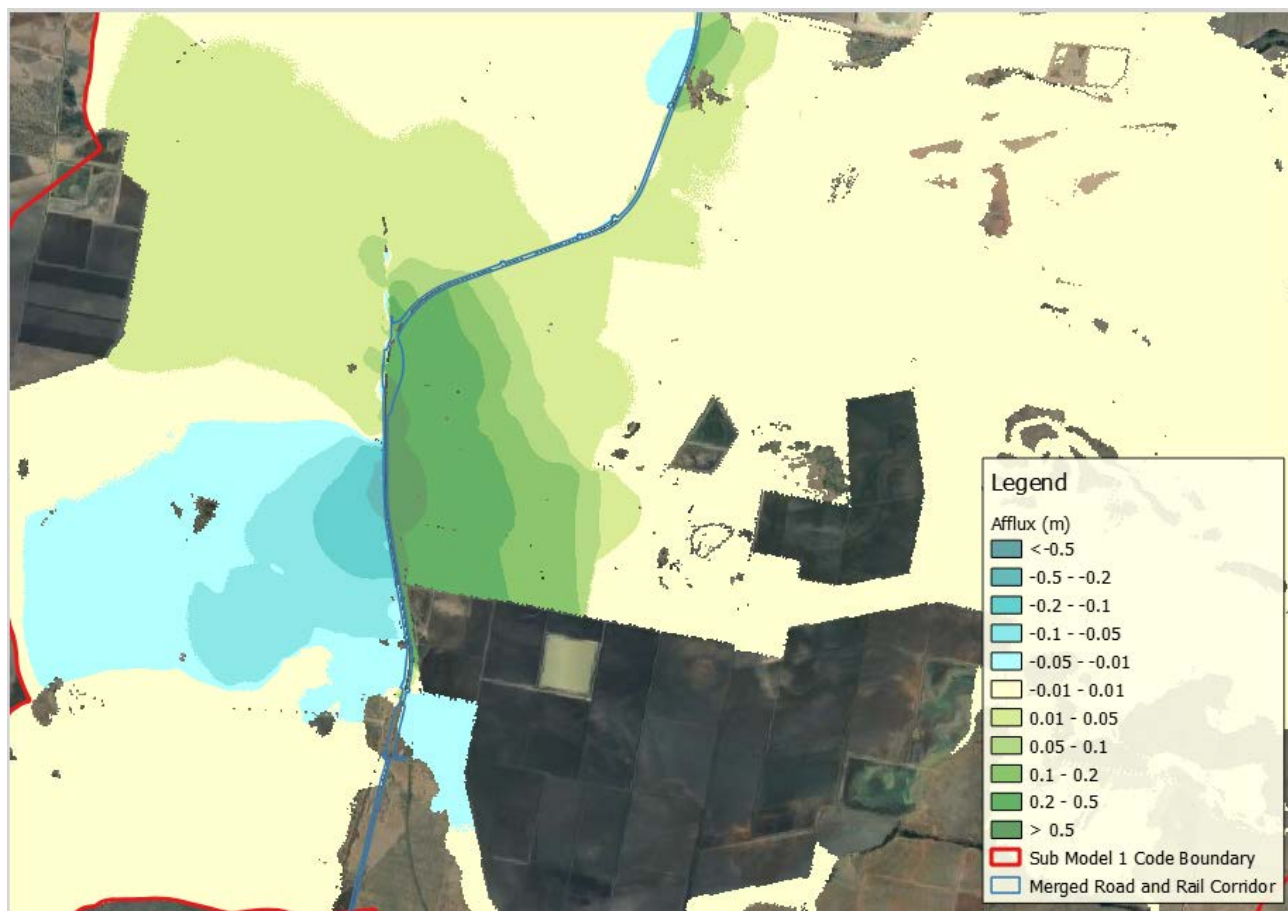 Legend
Afflux (m)
<-0.5
-0.5 - -0.2
-0.2 - -0.1
-0.1 - -0.05
-0.05 - -0.01
-0.01 - 0.01
0.01 - 0.05
0.05 - 0.1
0.1 - 0.2
0.2 - 0.5
> 0.5
Sub Model 1 Code Boundary
Merged Road and Rail Corridor